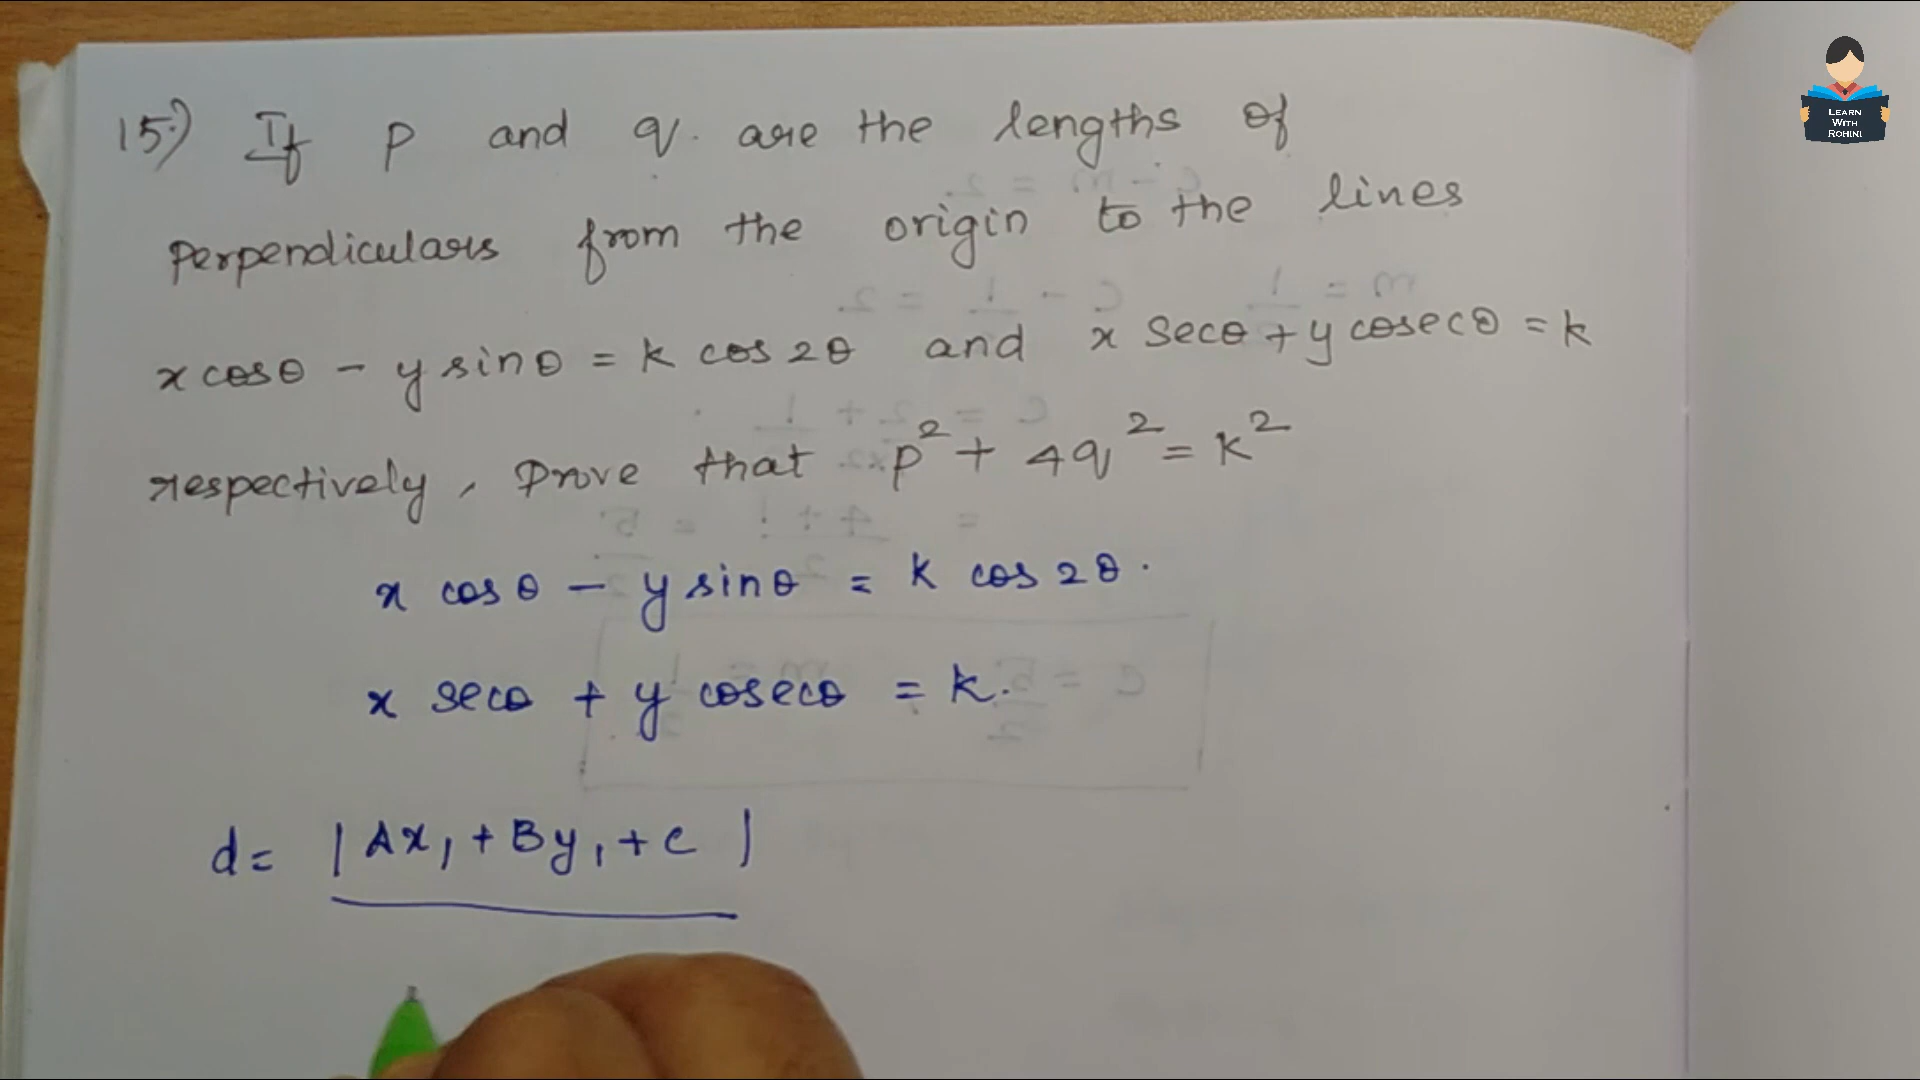 15.) If p and q are the lengths of
perpendiculars from the origin to the lines
x cosθ - y sinθ = k cos 2θ and x secθ + y cosecθ = k
respectively, Prove that p² + 4q² = k²
x cosθ - y sinθ = k cos 2θ.
x secθ + y cosecθ = k.
d = |Ax₁ + By₁ + C|
LEARN
WITH
ROHINI